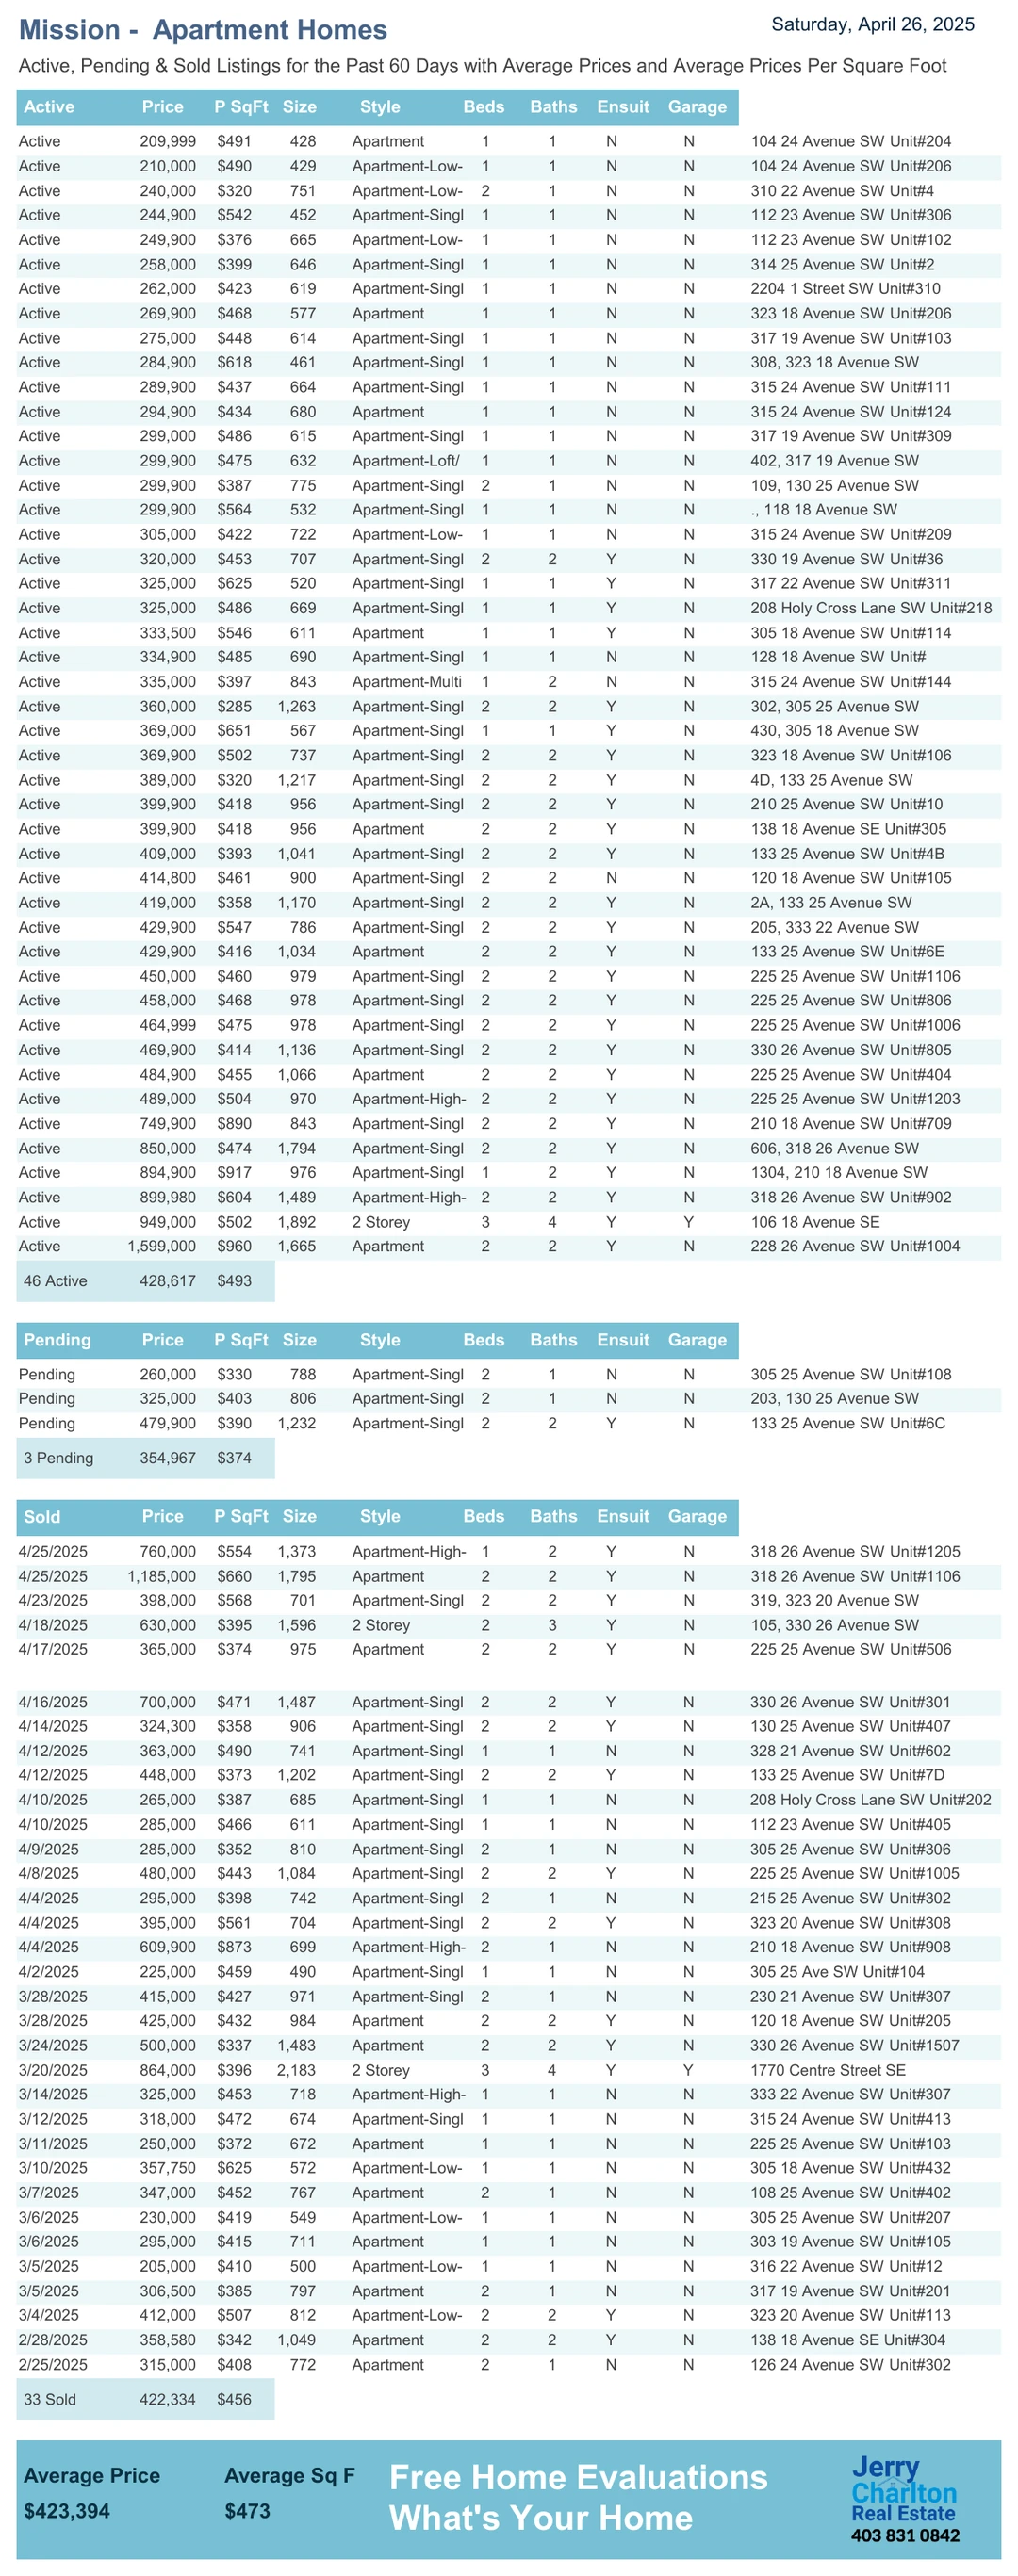 Mission -  Apartment Homes
Saturday, April 26, 2025
Active, Pending & Sold Listings for the Past 60 Days with Average Prices and Average Prices Per Square Foot
Active Price P SqFt Size Style Beds Baths Ensuit Garage
Active 209,999 $491 428 Apartment 1 1 N N 104 24 Avenue SW Unit#204
Active 210,000 $490 429 Apartment-Low- 1 1 N N 104 24 Avenue SW Unit#206
Active 240,000 $320 751 Apartment-Low- 2 1 N N 310 22 Avenue SW Unit#4
Active 244,900 $542 452 Apartment-Singl 1 1 N N 112 23 Avenue SW Unit#306
Active 249,900 $376 665 Apartment-Low- 1 1 N N 112 23 Avenue SW Unit#102
Active 258,000 $399 646 Apartment-Singl 1 1 N N 314 25 Avenue SW Unit#2
Active 262,000 $423 619 Apartment-Singl 1 1 N N 2204 1 Street SW Unit#310
Active 269,900 $468 577 Apartment 1 1 N N 323 18 Avenue SW Unit#206
Active 275,000 $448 614 Apartment-Singl 1 1 N N 317 19 Avenue SW Unit#103
Active 284,900 $618 461 Apartment-Singl 1 1 N N 308, 323 18 Avenue SW
Active 289,900 $437 664 Apartment-Singl 1 1 N N 315 24 Avenue SW Unit#111
Active 294,900 $434 680 Apartment 1 1 N N 315 24 Avenue SW Unit#124
Active 299,000 $486 615 Apartment-Singl 1 1 N N 317 19 Avenue SW Unit#309
Active 299,900 $475 632 Apartment-Loft/ 1 1 N N 402, 317 19 Avenue SW
Active 299,900 $387 775 Apartment-Singl 2 1 N N 109, 130 25 Avenue SW
Active 299,900 $564 532 Apartment-Singl 1 1 N N ., 118 18 Avenue SW
Active 305,000 $422 722 Apartment-Low- 1 1 N N 315 24 Avenue SW Unit#209
Active 320,000 $453 707 Apartment-Singl 2 2 Y N 330 19 Avenue SW Unit#36
Active 325,000 $625 520 Apartment-Singl 1 1 Y N 317 22 Avenue SW Unit#311
Active 325,000 $486 669 Apartment-Singl 1 1 Y N 208 Holy Cross Lane SW Unit#218
Active 333,500 $546 611 Apartment 1 1 Y N 305 18 Avenue SW Unit#114
Active 334,900 $485 690 Apartment-Singl 1 1 N N 128 18 Avenue SW Unit#
Active 335,000 $397 843 Apartment-Multi 1 2 N N 315 24 Avenue SW Unit#144
Active 360,000 $285 1,263 Apartment-Singl 2 2 Y N 302, 305 25 Avenue SW
Active 369,000 $651 567 Apartment-Singl 1 1 Y N 430, 305 18 Avenue SW
Active 369,900 $502 737 Apartment-Singl 2 2 Y N 323 18 Avenue SW Unit#106
Active 389,000 $320 1,217 Apartment-Singl 2 2 Y N 4D, 133 25 Avenue SW
Active 399,900 $418 956 Apartment-Singl 2 2 Y N 210 25 Avenue SW Unit#10
Active 399,900 $418 956 Apartment 2 2 Y N 138 18 Avenue SE Unit#305
Active 409,000 $393 1,041 Apartment-Singl 2 2 Y N 133 25 Avenue SW Unit#4B
Active 414,800 $461 900 Apartment-Singl 2 2 N N 120 18 Avenue SW Unit#105
Active 419,000 $358 1,170 Apartment-Singl 2 2 Y N 2A, 133 25 Avenue SW
Active 429,900 $547 786 Apartment-Singl 2 2 Y N 205, 333 22 Avenue SW
Active 429,900 $416 1,034 Apartment 2 2 Y N 133 25 Avenue SW Unit#6E
Active 450,000 $460 979 Apartment-Singl 2 2 Y N 225 25 Avenue SW Unit#1106
Active 458,000 $468 978 Apartment-Singl 2 2 Y N 225 25 Avenue SW Unit#806
Active 464,999 $475 978 Apartment-Singl 2 2 Y N 225 25 Avenue SW Unit#1006
Active 469,900 $414 1,136 Apartment-Singl 2 2 Y N 330 26 Avenue SW Unit#805
Active 484,900 $455 1,066 Apartment 2 2 Y N 225 25 Avenue SW Unit#404
Active 489,000 $504 970 Apartment-High- 2 2 Y N 225 25 Avenue SW Unit#1203
Active 749,900 $890 843 Apartment-Singl 2 2 Y N 210 18 Avenue SW Unit#709
Active 850,000 $474 1,794 Apartment-Singl 2 2 Y N 606, 318 26 Avenue SW
Active 894,900 $917 976 Apartment-Singl 1 2 Y N 1304, 210 18 Avenue SW
Active 899,980 $604 1,489 Apartment-High- 2 2 Y N 318 26 Avenue SW Unit#902
Active 949,000 $502 1,892 2 Storey 3 4 Y Y 106 18 Avenue SE
Active 1,599,000 $960 1,665 Apartment 2 2 Y N 228 26 Avenue SW Unit#1004
46 Active 428,617 $493
Pending Price P SqFt Size Style Beds Baths Ensuit Garage
Pending 260,000 $330 788 Apartment-Singl 2 1 N N 305 25 Avenue SW Unit#108
Pending 325,000 $403 806 Apartment-Singl 2 1 N N 203, 130 25 Avenue SW
Pending 479,900 $390 1,232 Apartment-Singl 2 2 Y N 133 25 Avenue SW Unit#6C
3 Pending 354,967 $374
Sold Price P SqFt Size Style Beds Baths Ensuit Garage
4/25/2025 760,000 $554 1,373 Apartment-High- 1 2 Y N 318 26 Avenue SW Unit#1205
4/25/2025 1,185,000 $660 1,795 Apartment 2 2 Y N 318 26 Avenue SW Unit#1106
4/23/2025 398,000 $568 701 Apartment-Singl 2 2 Y N 319, 323 20 Avenue SW
4/18/2025 630,000 $395 1,596 2 Storey 2 3 Y N 105, 330 26 Avenue SW
4/17/2025 365,000 $374 975 Apartment 2 2 Y N 225 25 Avenue SW Unit#506
4/16/2025 700,000 $471 1,487 Apartment-Singl 2 2 Y N 330 26 Avenue SW Unit#301
4/14/2025 324,300 $358 906 Apartment-Singl 2 2 Y N 130 25 Avenue SW Unit#407
4/12/2025 363,000 $490 741 Apartment-Singl 1 1 N N 328 21 Avenue SW Unit#602
4/12/2025 448,000 $373 1,202 Apartment-Singl 2 2 Y N 133 25 Avenue SW Unit#7D
4/10/2025 265,000 $387 685 Apartment-Singl 1 1 N N 208 Holy Cross Lane SW Unit#202
4/10/2025 285,000 $466 611 Apartment-Singl 1 1 N N 112 23 Avenue SW Unit#405
4/9/2025 285,000 $352 810 Apartment-Singl 2 1 N N 305 25 Avenue SW Unit#306
4/8/2025 480,000 $443 1,084 Apartment-Singl 2 2 Y N 225 25 Avenue SW Unit#1005
4/4/2025 295,000 $398 742 Apartment-Singl 2 1 N N 215 25 Avenue SW Unit#302
4/4/2025 395,000 $561 704 Apartment-Singl 2 2 Y N 323 20 Avenue SW Unit#308
4/4/2025 609,900 $873 699 Apartment-High- 2 1 N N 210 18 Avenue SW Unit#908
4/2/2025 225,000 $459 490 Apartment-Singl 1 1 N N 305 25 Ave SW Unit#104
3/28/2025 415,000 $427 971 Apartment-Singl 2 1 N N 230 21 Avenue SW Unit#307
3/28/2025 425,000 $432 984 Apartment 2 2 Y N 120 18 Avenue SW Unit#205
3/24/2025 500,000 $337 1,483 Apartment 2 2 Y N 330 26 Avenue SW Unit#1507
3/20/2025 864,000 $396 2,183 2 Storey 3 4 Y Y 1770 Centre Street SE
3/14/2025 325,000 $453 718 Apartment-High- 1 1 N N 333 22 Avenue SW Unit#307
3/12/2025 318,000 $472 674 Apartment-Singl 1 1 N N 315 24 Avenue SW Unit#413
3/11/2025 250,000 $372 672 Apartment 1 1 N N 225 25 Avenue SW Unit#103
3/10/2025 357,750 $625 572 Apartment-Low- 1 1 N N 305 18 Avenue SW Unit#432
3/7/2025 347,000 $452 767 Apartment 2 1 N N 108 25 Avenue SW Unit#402
3/6/2025 230,000 $419 549 Apartment-Low- 1 1 N N 305 25 Avenue SW Unit#207
3/6/2025 295,000 $415 711 Apartment 1 1 N N 303 19 Avenue SW Unit#105
3/5/2025 205,000 $410 500 Apartment-Low- 1 1 N N 316 22 Avenue SW Unit#12
3/5/2025 306,500 $385 797 Apartment 2 1 N N 317 19 Avenue SW Unit#201
3/4/2025 412,000 $507 812 Apartment-Low- 2 2 Y N 323 20 Avenue SW Unit#113
2/28/2025 358,580 $342 1,049 Apartment 2 2 Y N 138 18 Avenue SE Unit#304
2/25/2025 315,000 $408 772 Apartment 2 1 N N 126 24 Avenue SW Unit#302
33 Sold 422,334 $456
Average Price Average Sq F
$423,394 $473
Free Home Evaluations
What's Your Home
Jerry
Charlton
Real Estate
403 831 0842